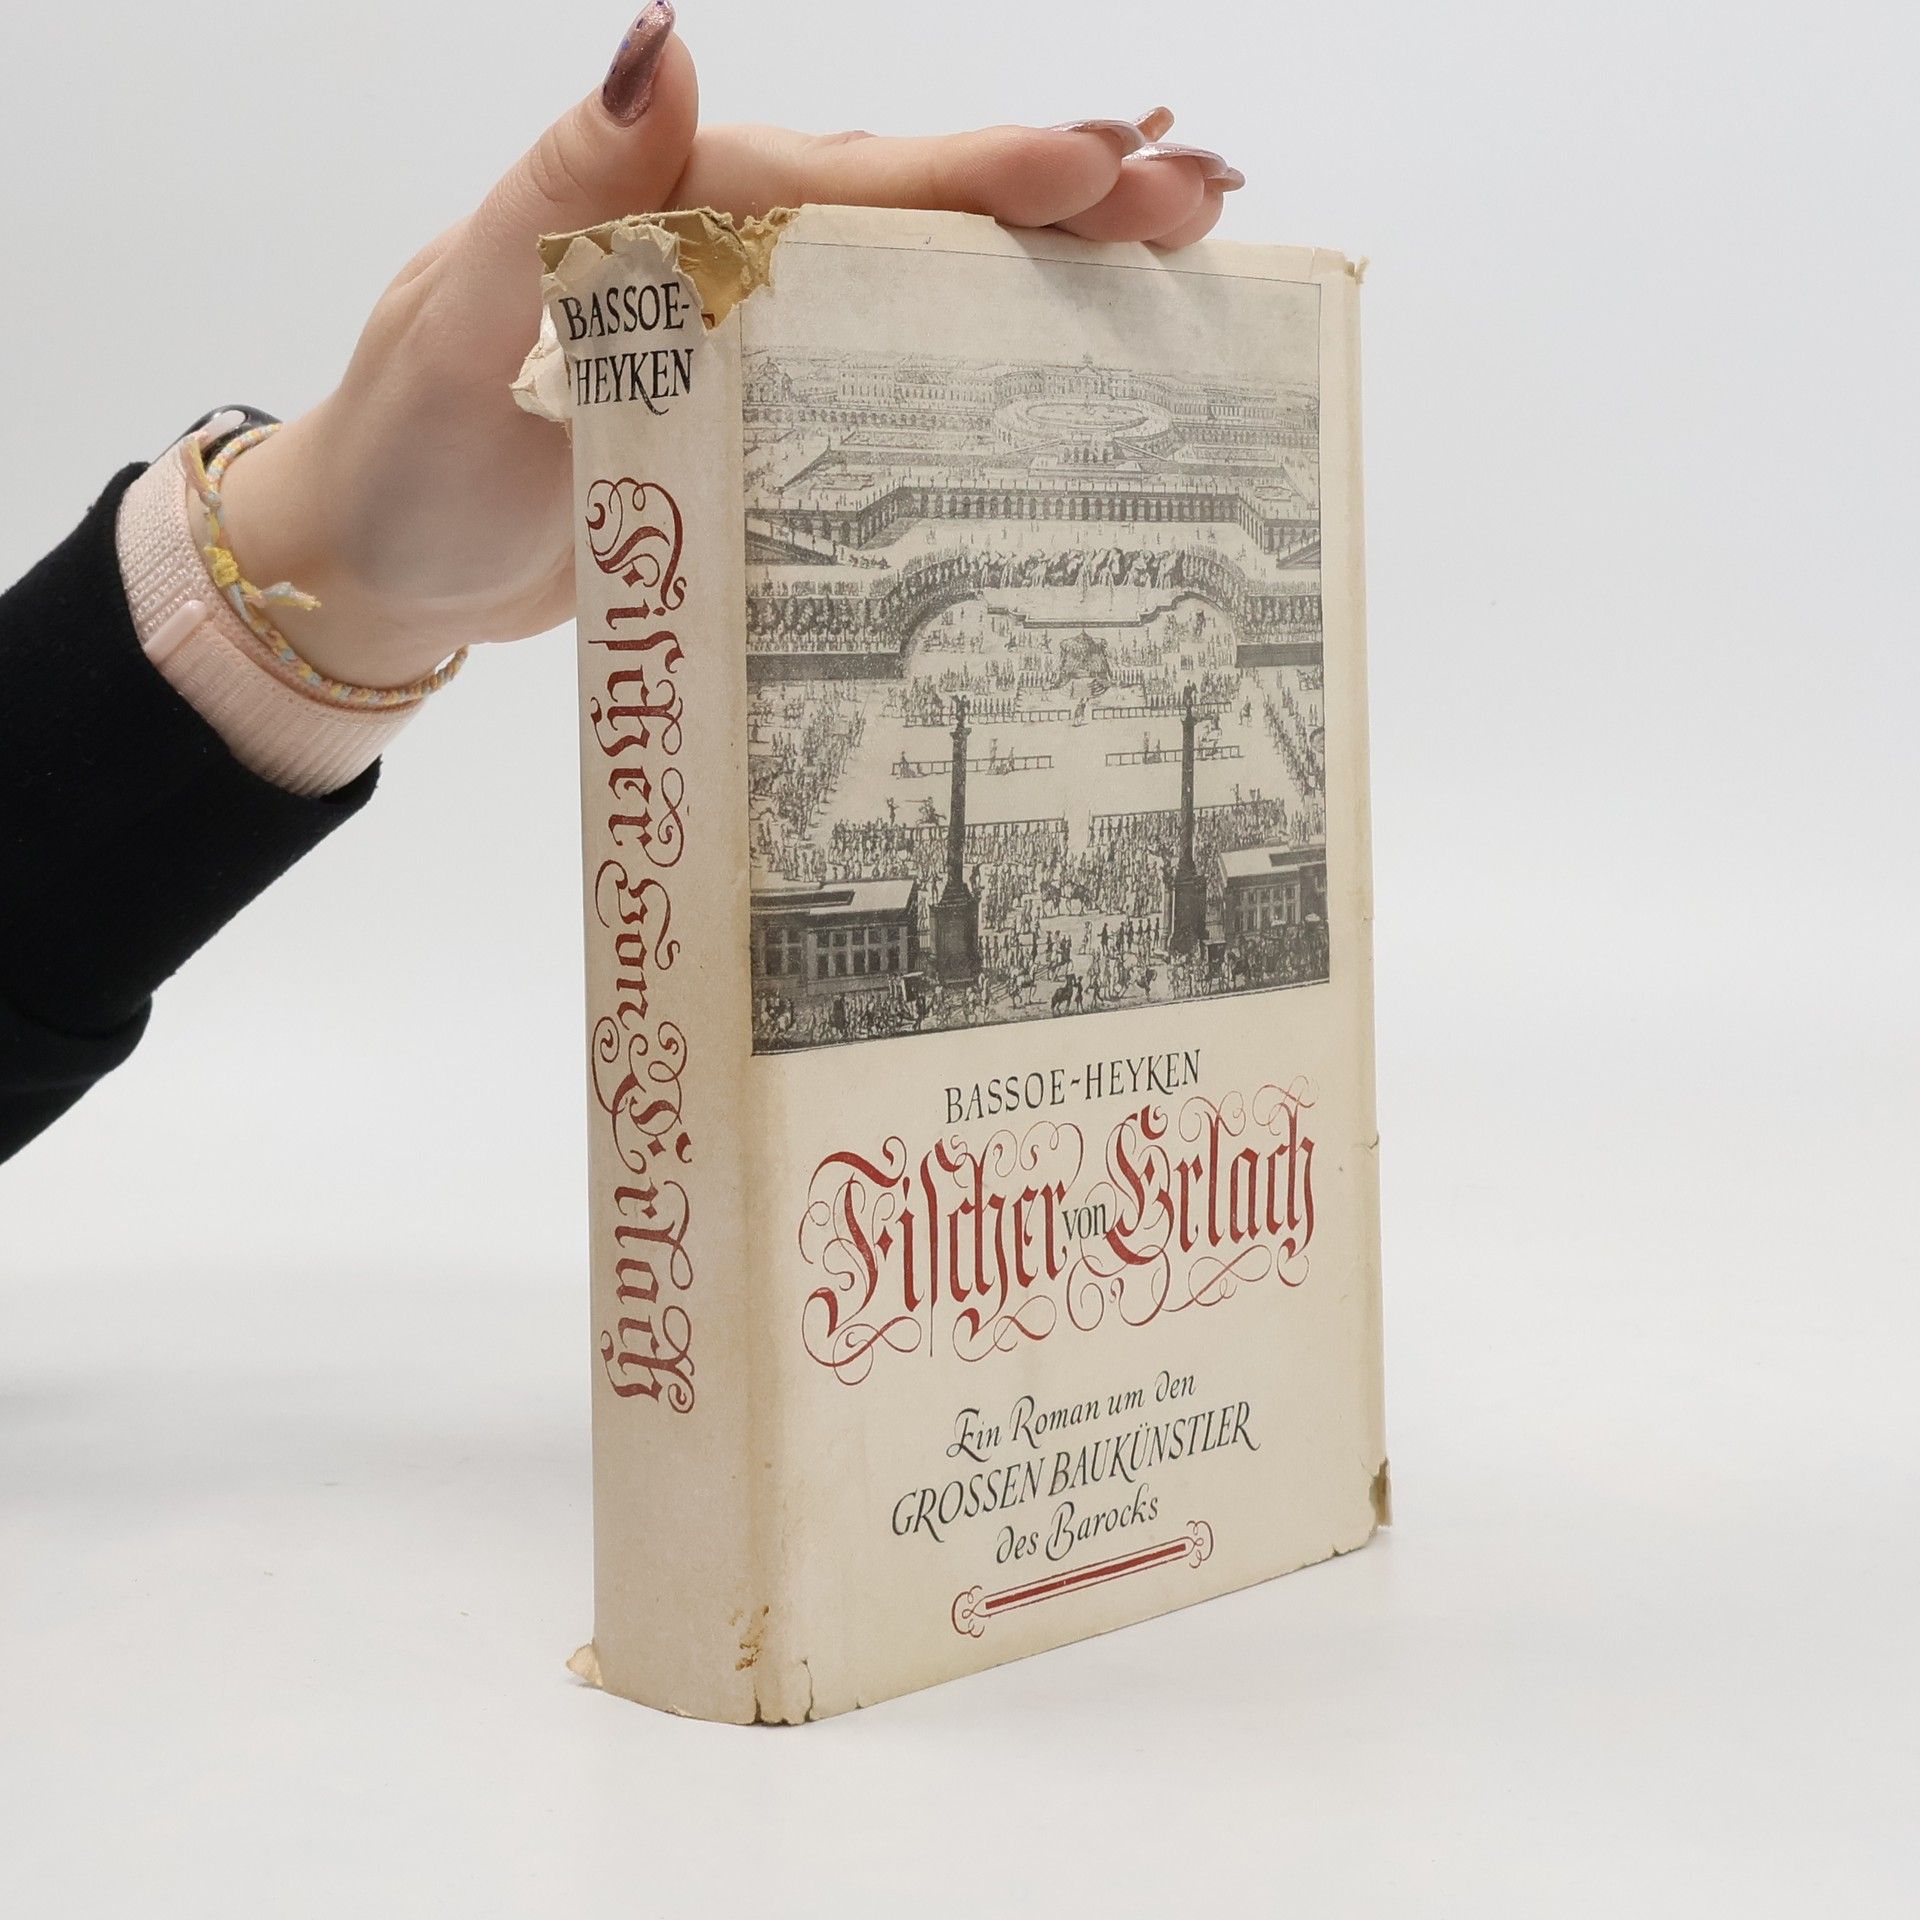 BASSOE-
HEYKEN
Fischer von Erlach
BASSOE-HEYKEN
Fischer von Erlach
Ein Roman um den
GROSSEN BAUKÜNSTLER
des Barocks